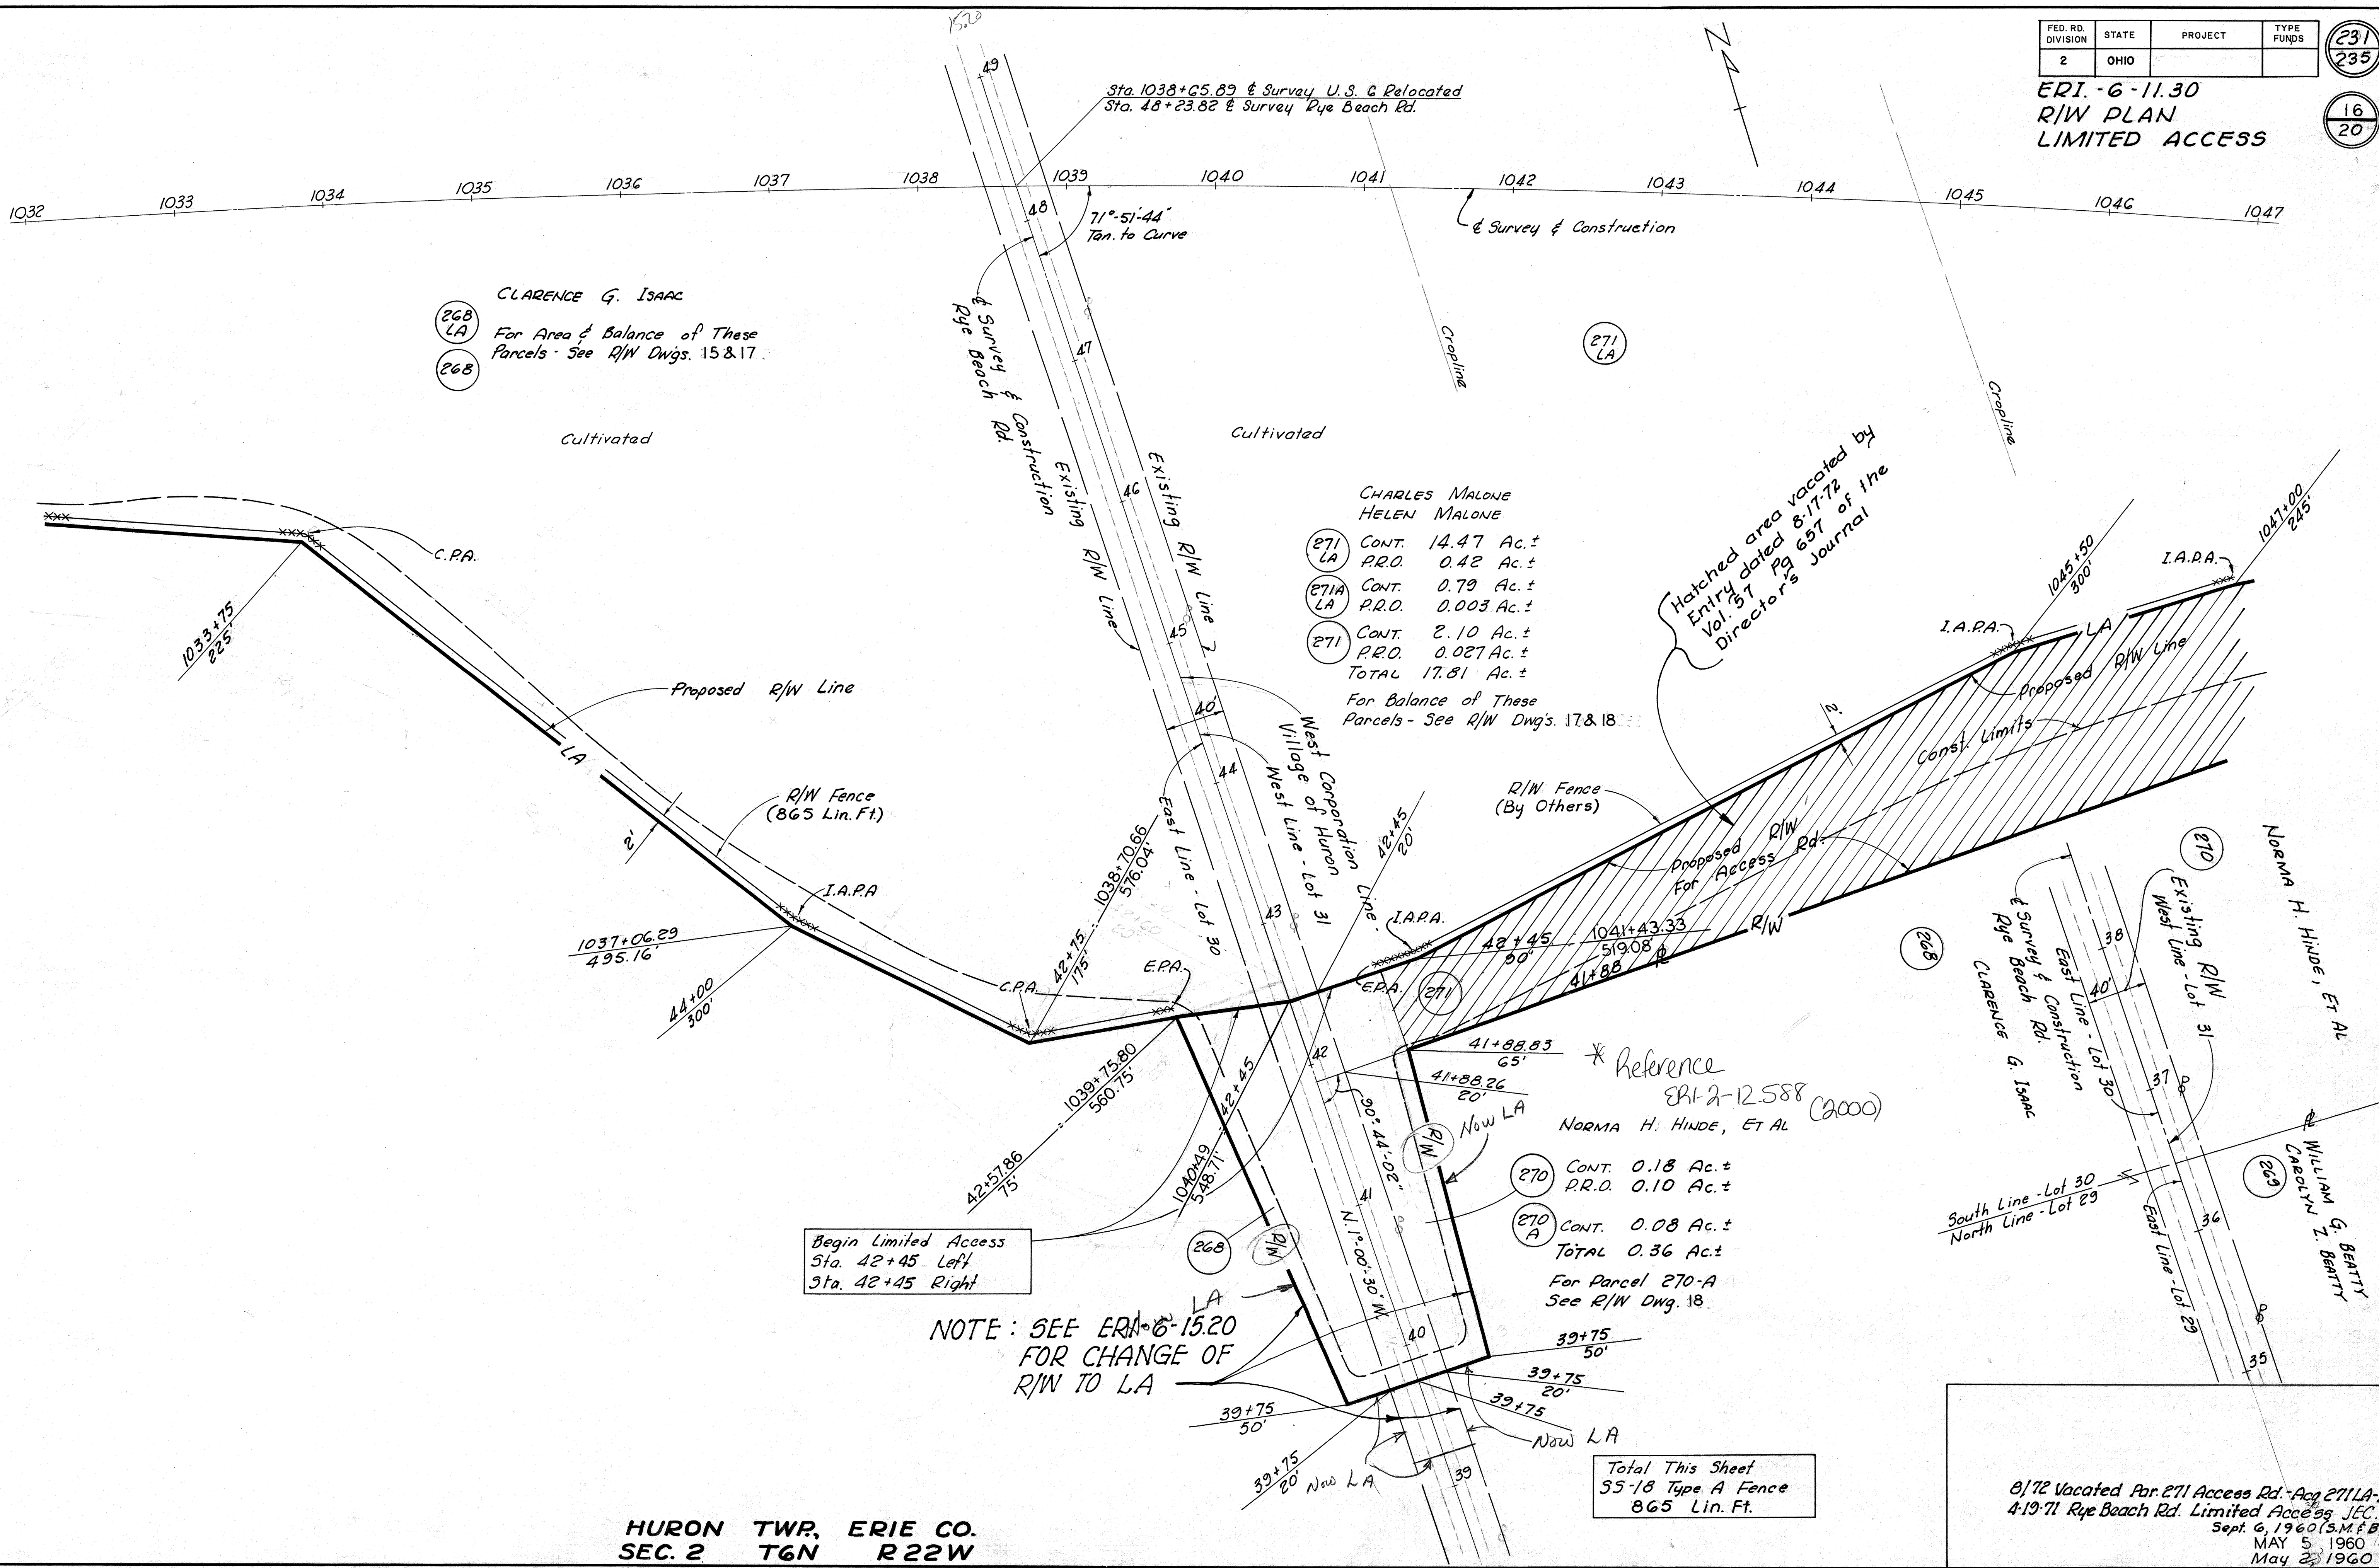 15.20
FED. RD. DIVISION STATE PROJECT TYPE FUNDS
2 OHIO
231
235
ERI.-6-11.30
R/W PLAN
LIMITED ACCESS
16
20
Sta. 1038+65.89 ℄ Survey U.S. 6 Relocated
Sta. 48+23.82 ℄ Survey Rye Beach Rd.
1032 1033 1034 1035 1036 1037 1038 1039 1040 1041 1042 1043 1044 1045 1046 1047
49
48
71°-51'-44"
Tan. to Curve
℄ Survey & Construction
CLARENCE G. ISAAC
268
LA
For Area & Balance of These
Parcels - See R/W Dwgs. 15 & 17
268
Cultivated
℄ Survey & Construction
Rye Beach Rd.
47
46
45
44
43
42
41
40
39
Existing R/W Line
Existing R/W Line
Cultivated
Cropline
Cropline
271
LA
CHARLES MALONE
HELEN MALONE
271
LA
CONT. 14.47 Ac.±
P.R.O. 0.42 Ac.±
271A
LA
CONT. 0.79 Ac.±
P.R.O. 0.003 Ac.±
271
CONT. 2.10 Ac.±
P.R.O. 0.027 Ac.±
TOTAL 17.81 Ac.±
For Balance of These
Parcels - See R/W Dwg's. 17 & 18
Hatched area vacated by
Entry dated 8-17-72
Vol. 57 Pg 657 of the
Director's Journal
C.P.A.
1033+75
225'
Proposed R/W Line
LA
R/W Fence
(865 Lin. Ft.)
2'
I.A.P.A
1037+06.29
495.16'
44+00
300'
C.P.A.
42+75
175'
1038+70.66
576.04'
E.P.A.
40'
East Line - Lot 30
West Line - Lot 31
West Corporation Line
Village of Huron
42+45
20'
R/W Fence
(By Others)
I.A.P.A.
E.P.A.
271
42+45
90'
1041+43.33
519.08'
41+88 ℄
R/W
Proposed R/W
For Access Rd.
2'
Const. Limits
Proposed R/W Line
LA
I.A.P.A.
1045+50
300'
I.A.P.A.
1047+00
245'
41+88.83
65'
41+88.26
20'
90°-44'-02"
* Reference
ERI-2-12.588 (2000)
R/W
Now LA
NORMA H. HINDE, ET AL
270
CONT. 0.18 Ac.±
P.R.O. 0.10 Ac.±
270
A
CONT. 0.08 Ac.±
TOTAL 0.36 Ac.±
For Parcel 270-A
See R/W Dwg. 18
1039+75.80
560.75'
42+57.86
75'
42+45
1040+49
548.71'
N.1°-00'-30"W.
268
R/W
Begin Limited Access
Sta. 42+45 Left
Sta. 42+45 Right
LA
NOTE: SEE ERI-6-15.20
FOR CHANGE OF
R/W TO LA
39+75
50'
39+75
20'
39+75
39+75
50'
39+75
20'
Now LA
Now LA
Total This Sheet
SS-18 Type A Fence
865 Lin. Ft.
268
270
NORMA H. HINDE, ET AL
℄ Survey & Construction
Rye Beach Rd.
CLARENCE G. ISAAC
East Line - Lot 30
Existing R/W
West Line - Lot 31
40'
38
37
36
35
South Line - Lot 30
North Line - Lot 29
East Line - Lot 29
269
WILLIAM G. BEATTY
CAROLYN Z. BEATTY
HURON TWP., ERIE CO.
SEC. 2 T6N R22W
8/72 Vacated Par. 271 Access Rd.-Acq 271LA-
4-19-71 Rye Beach Rd. Limited Access JEC.
Sept. 6, 1960 (S.M.&B
MAY 5, 1960
May 2, 1960